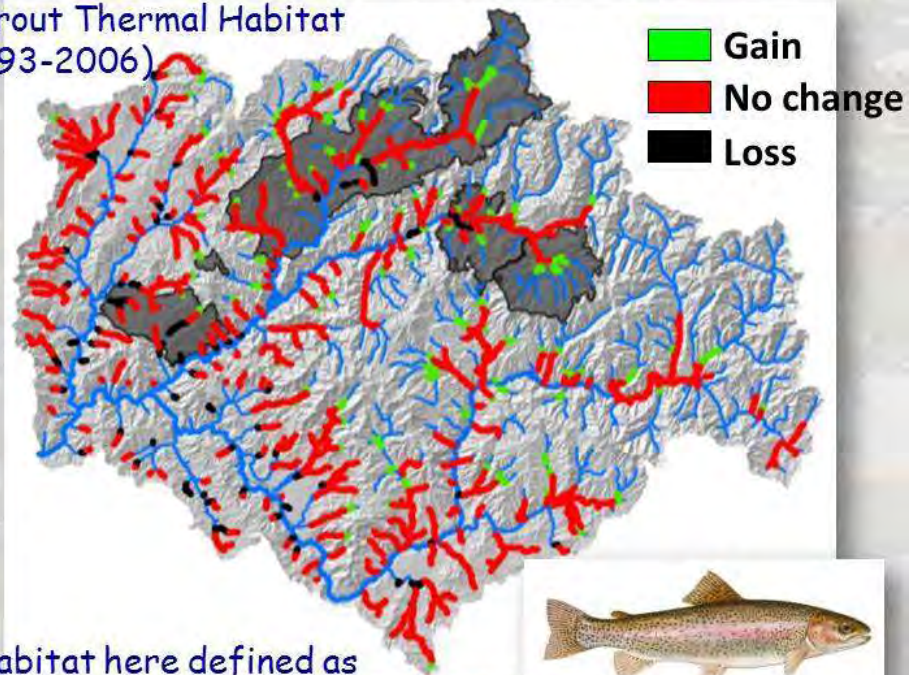 rout Thermal Habitat
93-2006)
Gain
No change
Loss
abitat here defined as